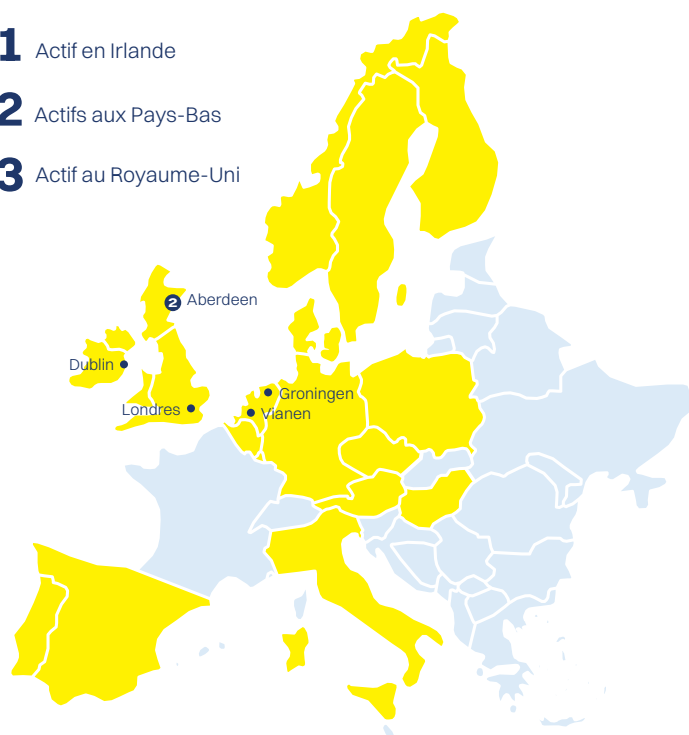 1 Actif en Irlande
2 Actifs aux Pays-Bas
3 Actif au Royaume-Uni
2 Aberdeen
Dublin
Groningen
Londres
Vianen